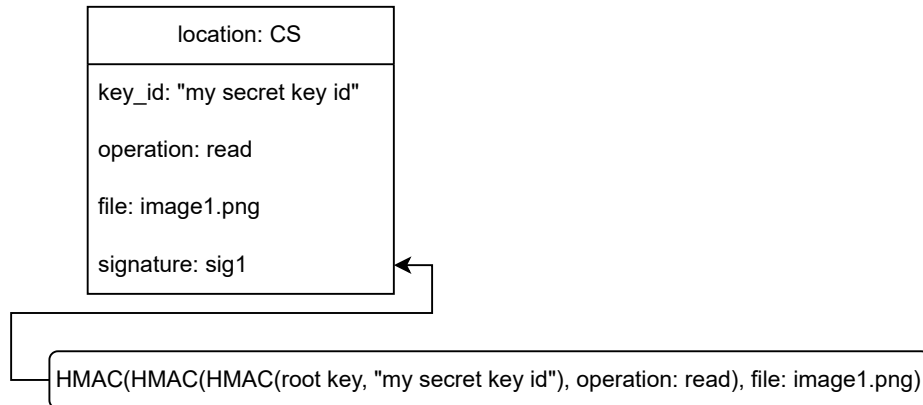 location: CS
key_id: "my secret key id"
operation: read
file: image1.png
signature: sig1
HMAC(HMAC(HMAC(root key, "my secret key id"), operation: read), file: image1.png)